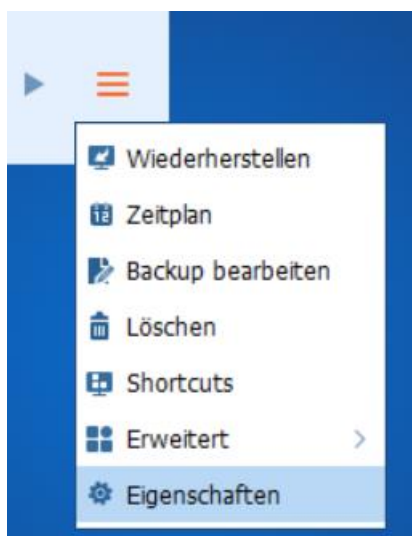 Wiederherstellen
Zeitplan
Backup bearbeiten
Löschen
Shortcuts
Erweitert
Eigenschaften